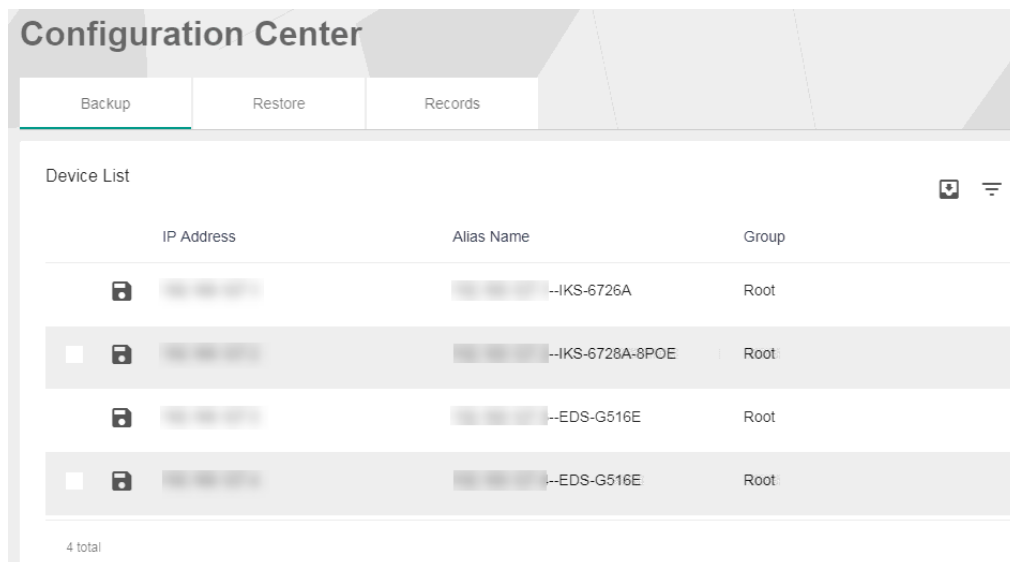 Configuration Center
Backup Restore Records
Device List
IP Address Alias Name Group
--IKS-6726A Root
--IKS-6728A-8POE Root
--EDS-G516E Root
--EDS-G516E Root
4 total